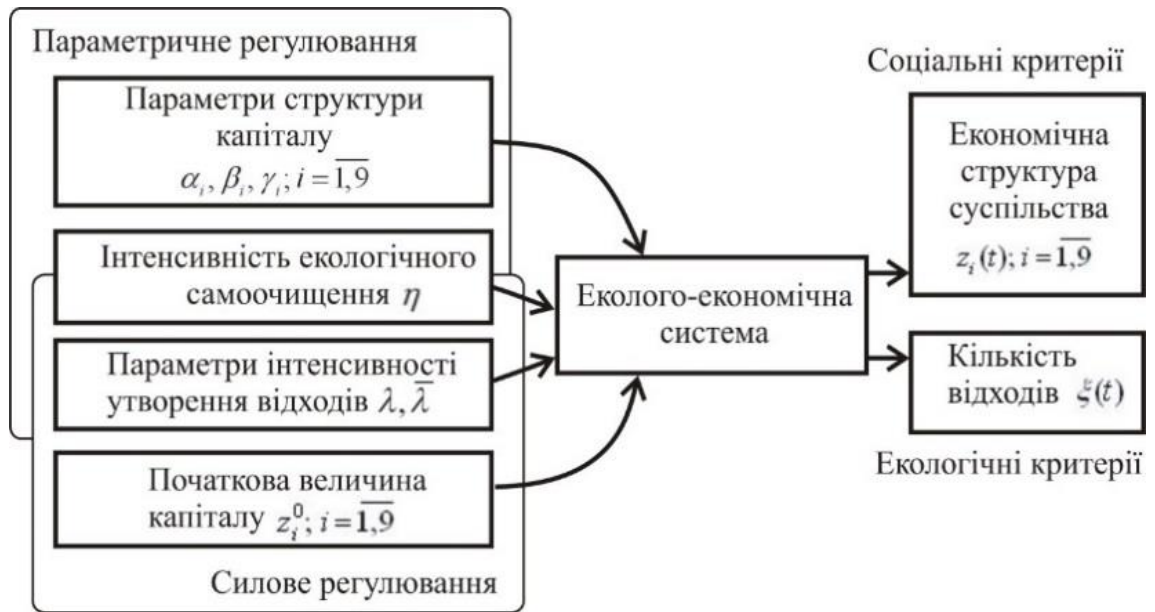 Параметричне регулювання
Параметри структури
капіталу
αᵢ, βᵢ, γᵢ; i = 1,9
Інтенсивність екологічного
самоочищення η
Параметри інтенсивності
утворення відходів λ, λ̅
Початкова величина
капіталу zᵢ⁰; i = 1,9
Силове регулювання
Еколого-економічна
система
Соціальні критерії
Економічна
структура
суспільства
zᵢ(t); i = 1,9
Кількість
відходів ξ(t)
Екологічні критерії